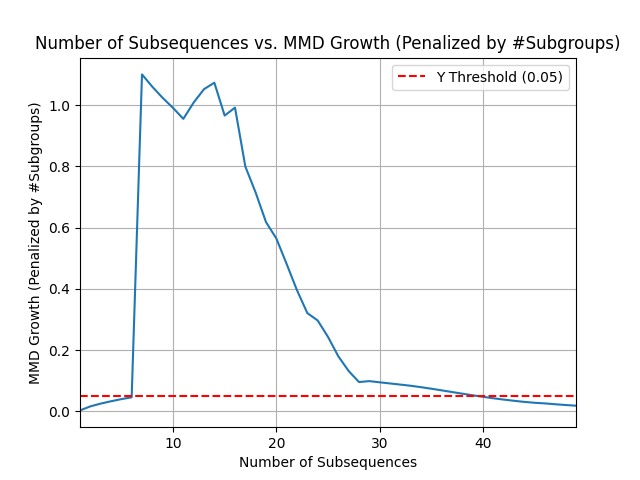 Number of Subsequences vs. MMD Growth (Penalized by #Subgroups)
Y Threshold (0.05)
MMD Growth (Penalized by #Subgroups)
1.0
0.8
0.6
0.4
0.2
0.0
10
20
30
40
Number of Subsequences